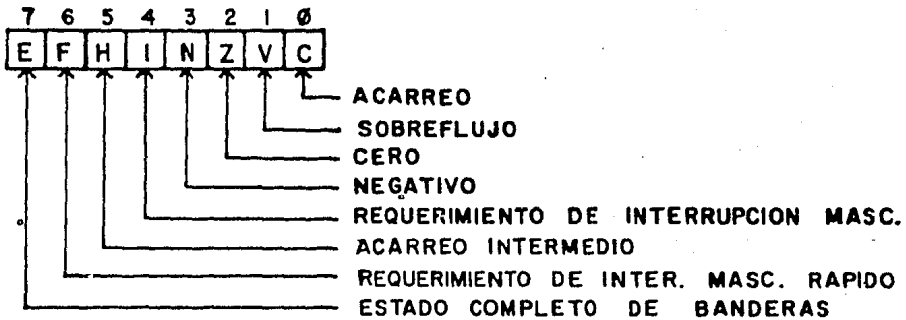 7 6 5 4 3 2 1 0
E F H I N Z V C
ACARREO
SOBREFLUJO
CERO
NEGATIVO
REQUERIMIENTO DE INTERRUPCION MASC.
ACARREO INTERMEDIO
REQUERIMIENTO DE INTER. MASC. RAPIDO
ESTADO COMPLETO DE BANDERAS